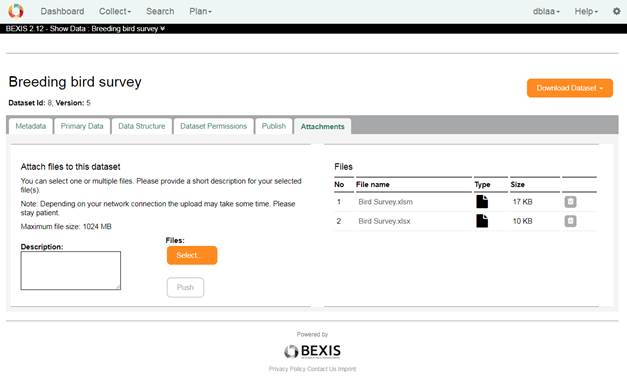 Dashboard Collect Search Plan dblaa Help
BEXIS 2.12 - Show Data : Breeding bird survey
Breeding bird survey
Download Dataset
Dataset Id: 8, Version: 5
Metadata Primary Data Data Structure Dataset Permissions Publish Attachments
Attach files to this dataset
You can select one or multiple files. Please provide a short description for your selected
file(s).
Note: Depending on your network connection the upload may take some time. Please
stay patient.
Maximum file size: 1024 MB
Description:
Files:
Select...
Push
Files
No File name Type Size
1 Bird Survey.xlsm 17 KB
2 Bird Survey.xlsx 10 KB
Powered by
BEXIS
Privacy Policy Contact Us Imprint